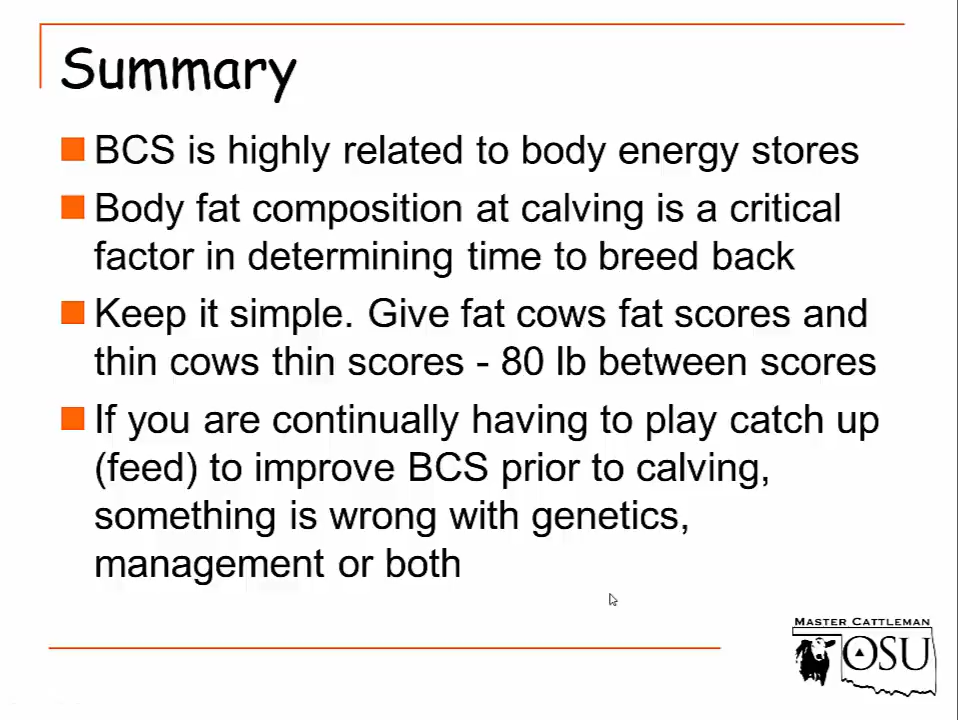 Summary
BCS is highly related to body energy stores
Body fat composition at calving is a critical
factor in determining time to breed back
Keep it simple. Give fat cows fat scores and
thin cows thin scores - 80 lb between scores
If you are continually having to play catch up
(feed) to improve BCS prior to calving,
something is wrong with genetics,
management or both
MASTER CATTLEMAN
OSU